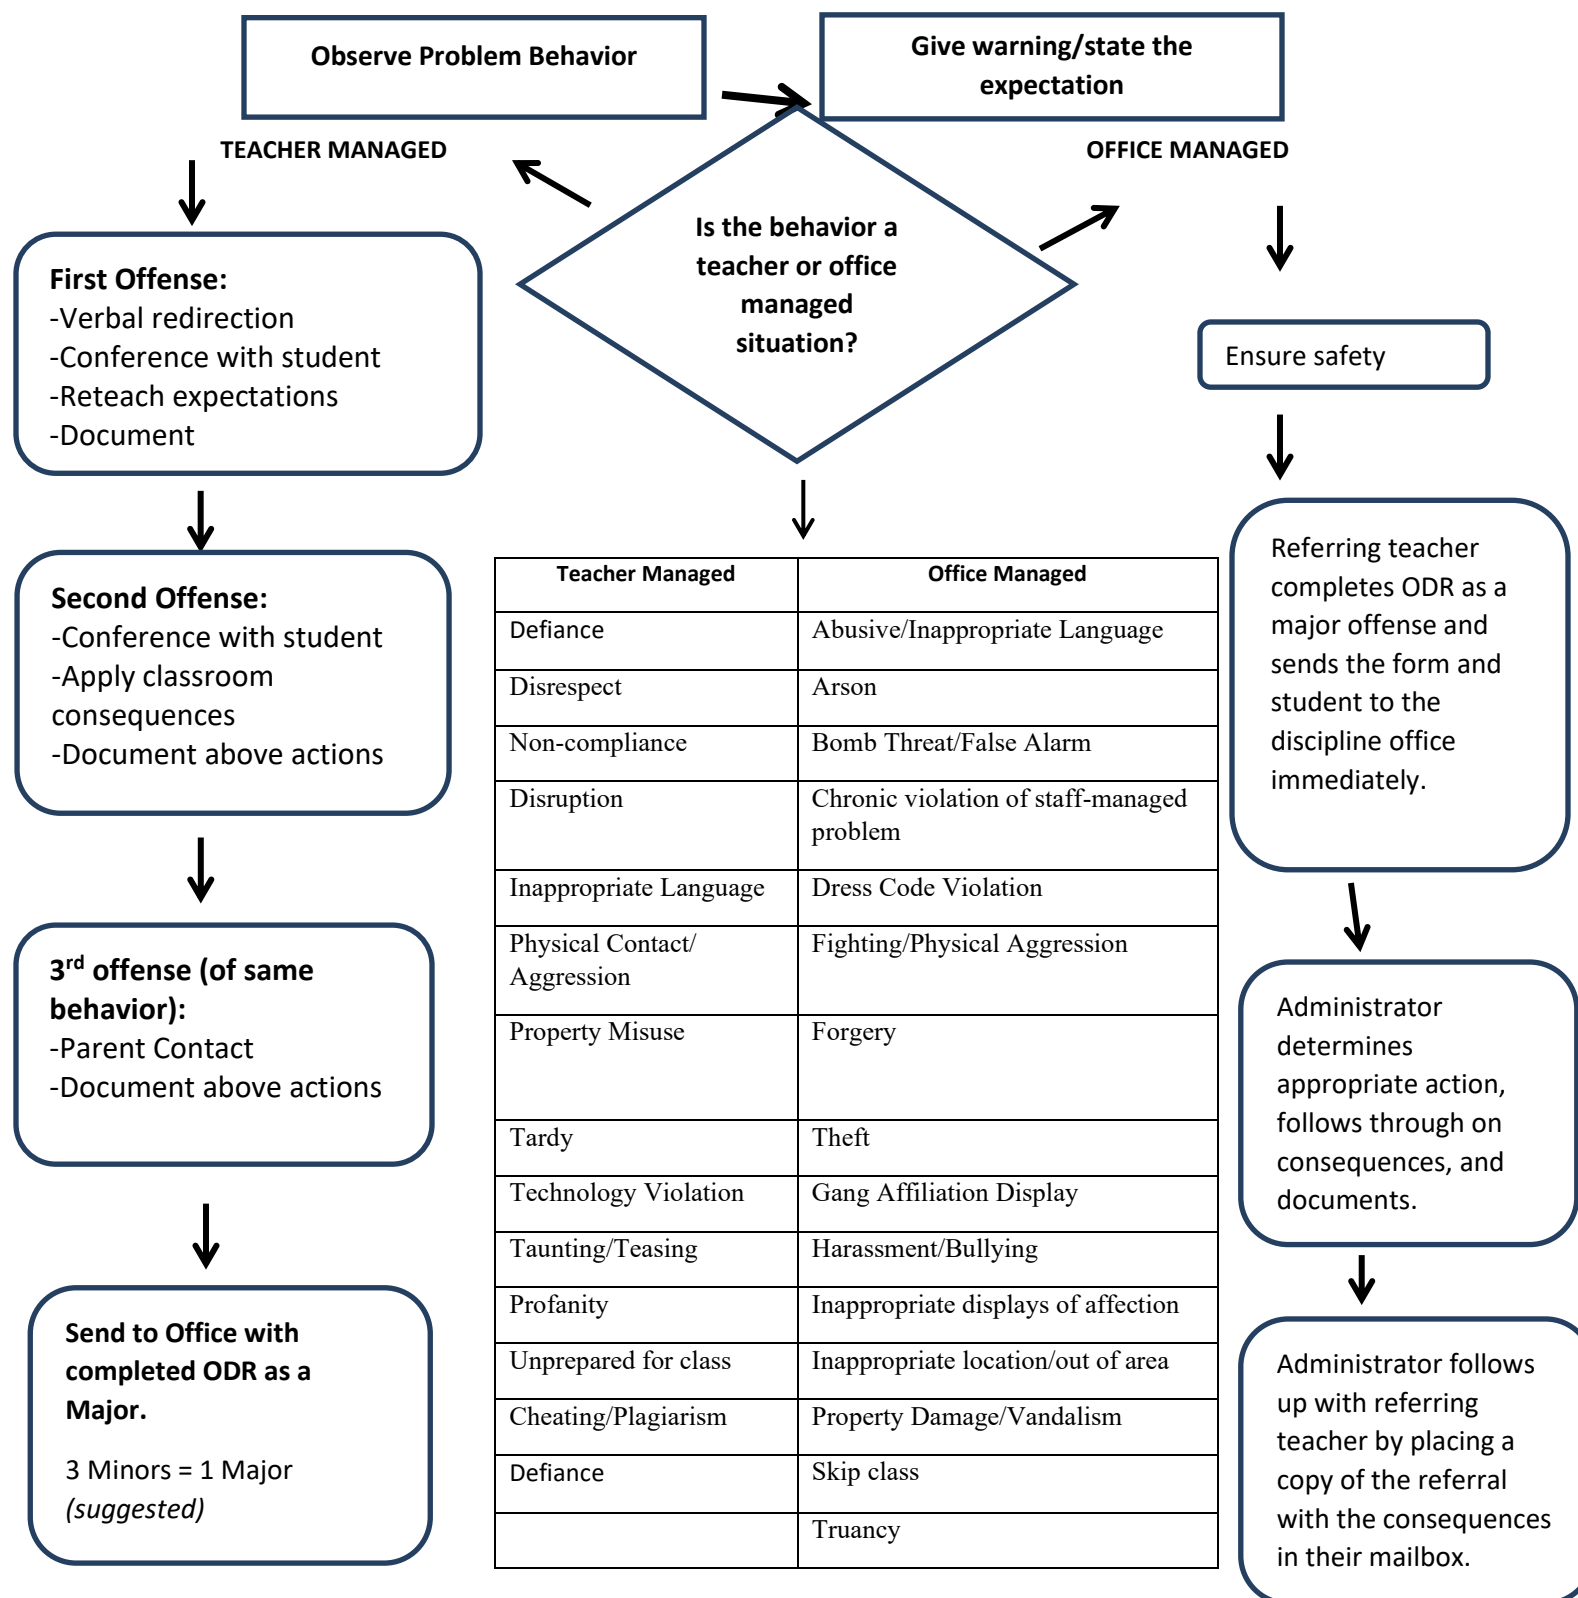 Observe Problem Behavior
Give warning/state the
expectation
TEACHER MANAGED
OFFICE MANAGED
Is the behavior a
teacher or office
managed
situation?
First Offense:
-Verbal redirection
-Conference with student
-Reteach expectations
-Document
Second Offense:
-Conference with student
-Apply classroom
consequences
-Document above actions
3rd offense (of same
behavior):
-Parent Contact
-Document above actions
Send to Office with
completed ODR as a
Major.
3 Minors = 1 Major
(suggested)
Teacher Managed
Office Managed
Defiance
Abusive/Inappropriate Language
Disrespect
Arson
Non-compliance
Bomb Threat/False Alarm
Disruption
Chronic violation of staff-managed
problem
Inappropriate Language
Dress Code Violation
Physical Contact/
Aggression
Fighting/Physical Aggression
Property Misuse
Forgery
Tardy
Theft
Technology Violation
Gang Affiliation Display
Taunting/Teasing
Harassment/Bullying
Profanity
Inappropriate displays of affection
Unprepared for class
Inappropriate location/out of area
Cheating/Plagiarism
Property Damage/Vandalism
Defiance
Skip class
Truancy
Ensure safety
Referring teacher
completes ODR as a
major offense and
sends the form and
student to the
discipline office
immediately.
Administrator
determines
appropriate action,
follows through on
consequences, and
documents.
Administrator follows
up with referring
teacher by placing a
copy of the referral
with the consequences
in their mailbox.